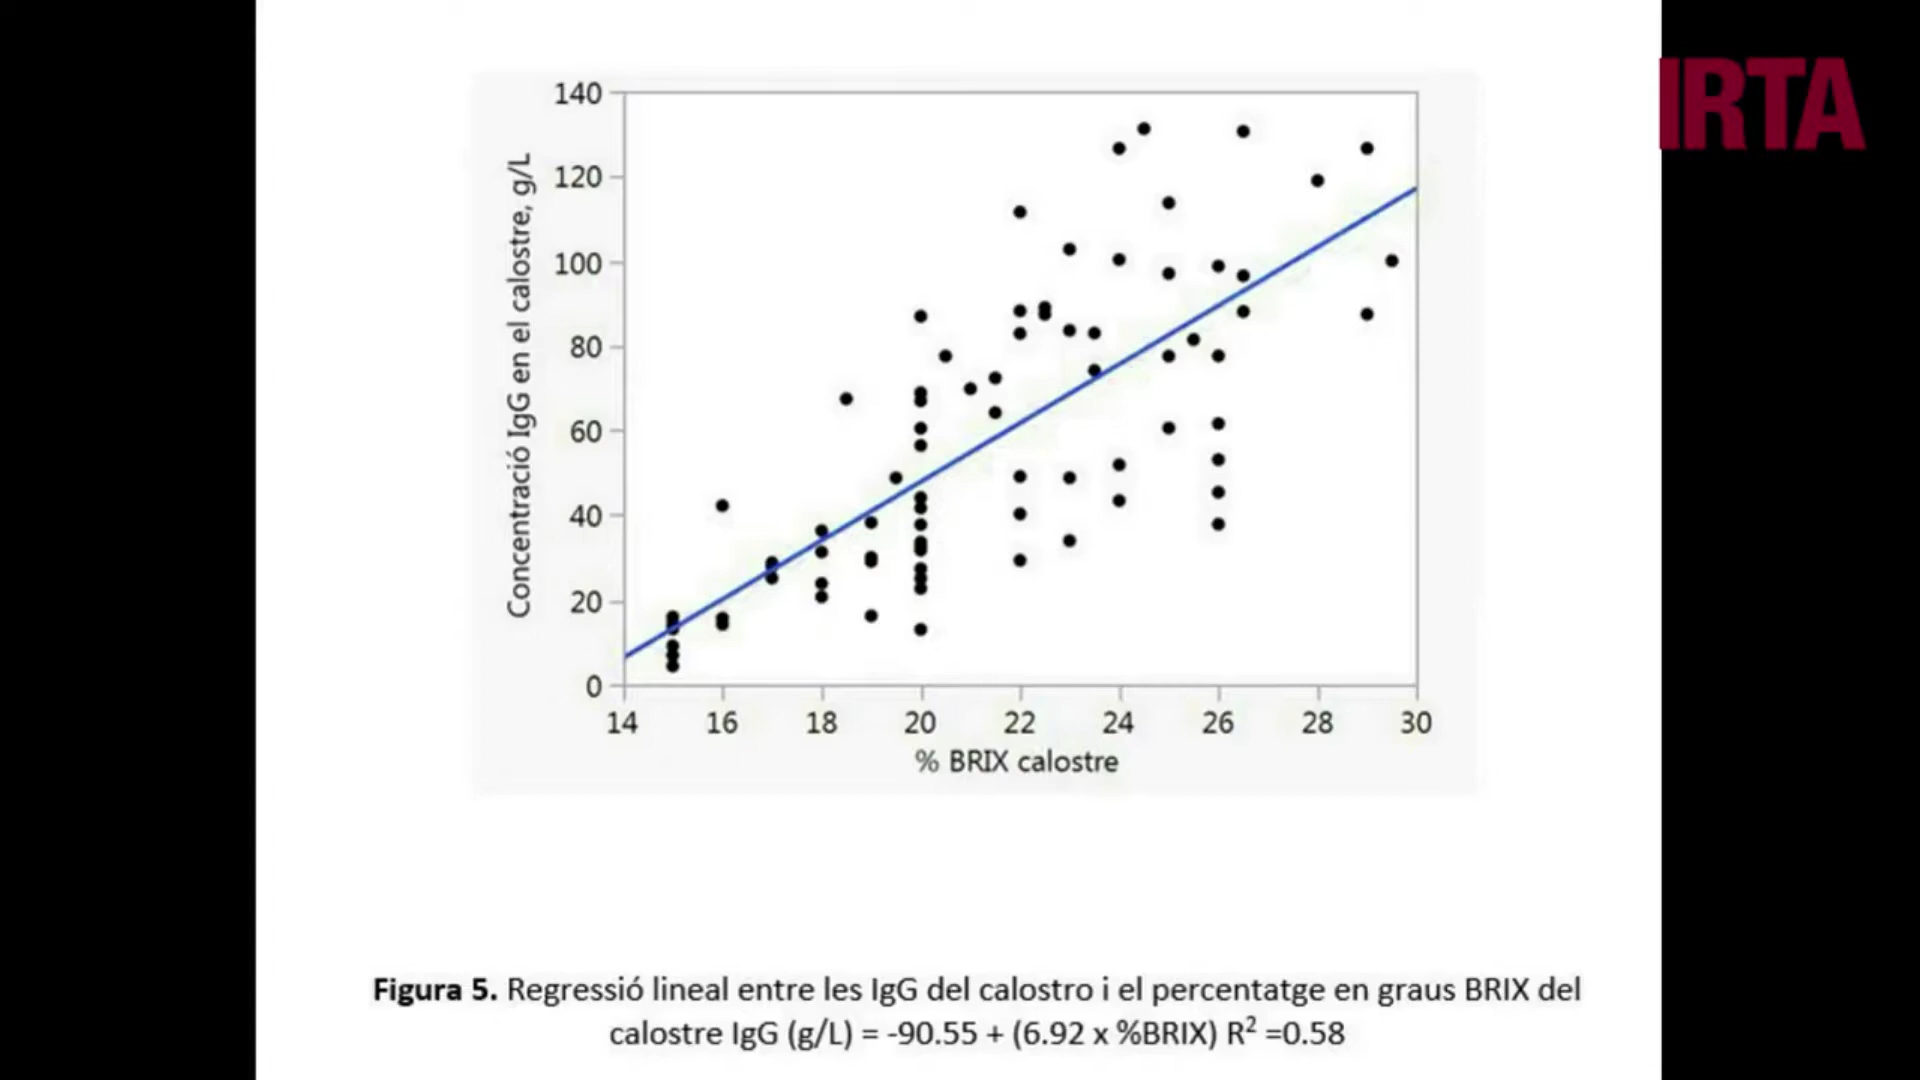 IRTA
140
120
100
80
60
40
20
0
Concentració IgG en el calostre, g/L
14 16 18 20 22 24 26 28 30
% BRIX calostre
Figura 5. Regressió lineal entre les IgG del calostro i el percentatge en graus BRIX del
calostre IgG (g/L) = -90.55 + (6.92 x %BRIX) R² =0.58